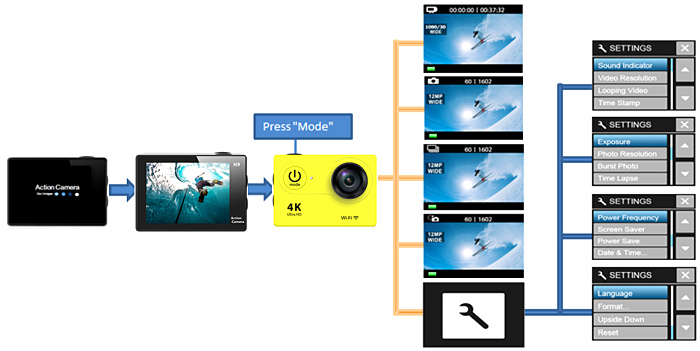 Action Camera
H9
Action
Camera
Press "Mode"
mode
4K
Ultra HD
Wi-Fi
00:00:00 | 00:37:32
1080/30
WIDE
60 | 1602
12MP
WIDE
60 | 1602
12MP
WIDE
60 | 1602
12MP
WIDE
SETTINGS
Sound Indicator
Video Resolution
Looping Video
Time Stamp
SETTINGS
Exposure
Photo Resolution
Burst Photo
Time Lapse
SETTINGS
Power Frequency
Screen Saver
Power Save
Date & Time...
SETTINGS
Language
Format...
Upside Down
Reset